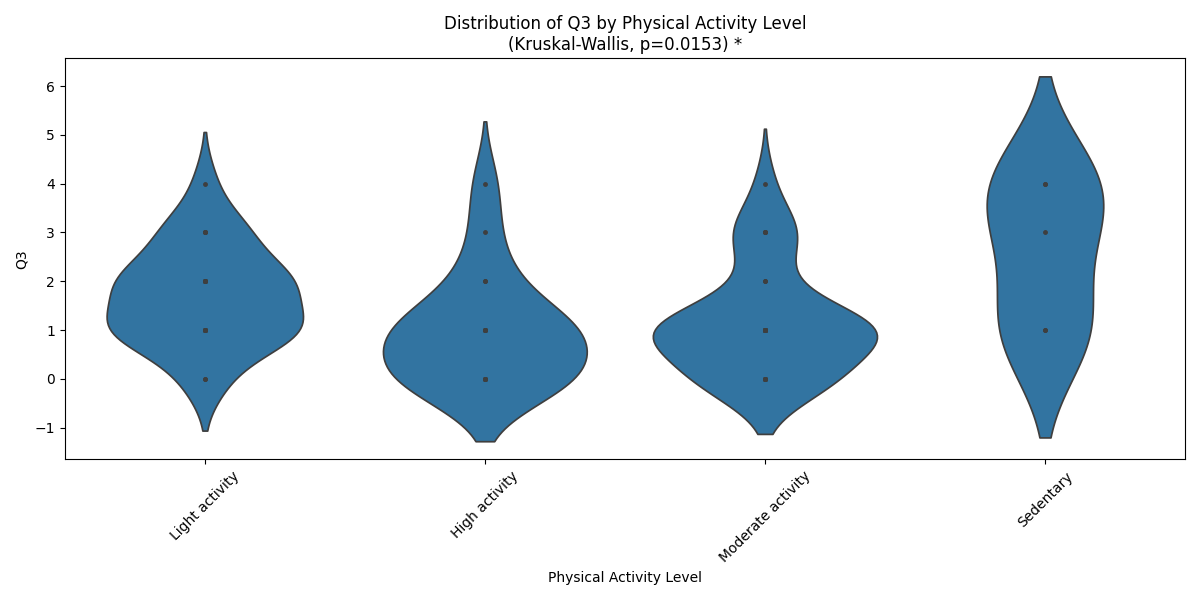 Distribution of Q3 by Physical Activity Level
(Kruskal-Wallis, p=0.0153) *
Q3
6
5
4
3
2
1
0
−1
Light activity
High activity
Moderate activity
Sedentary
Physical Activity Level